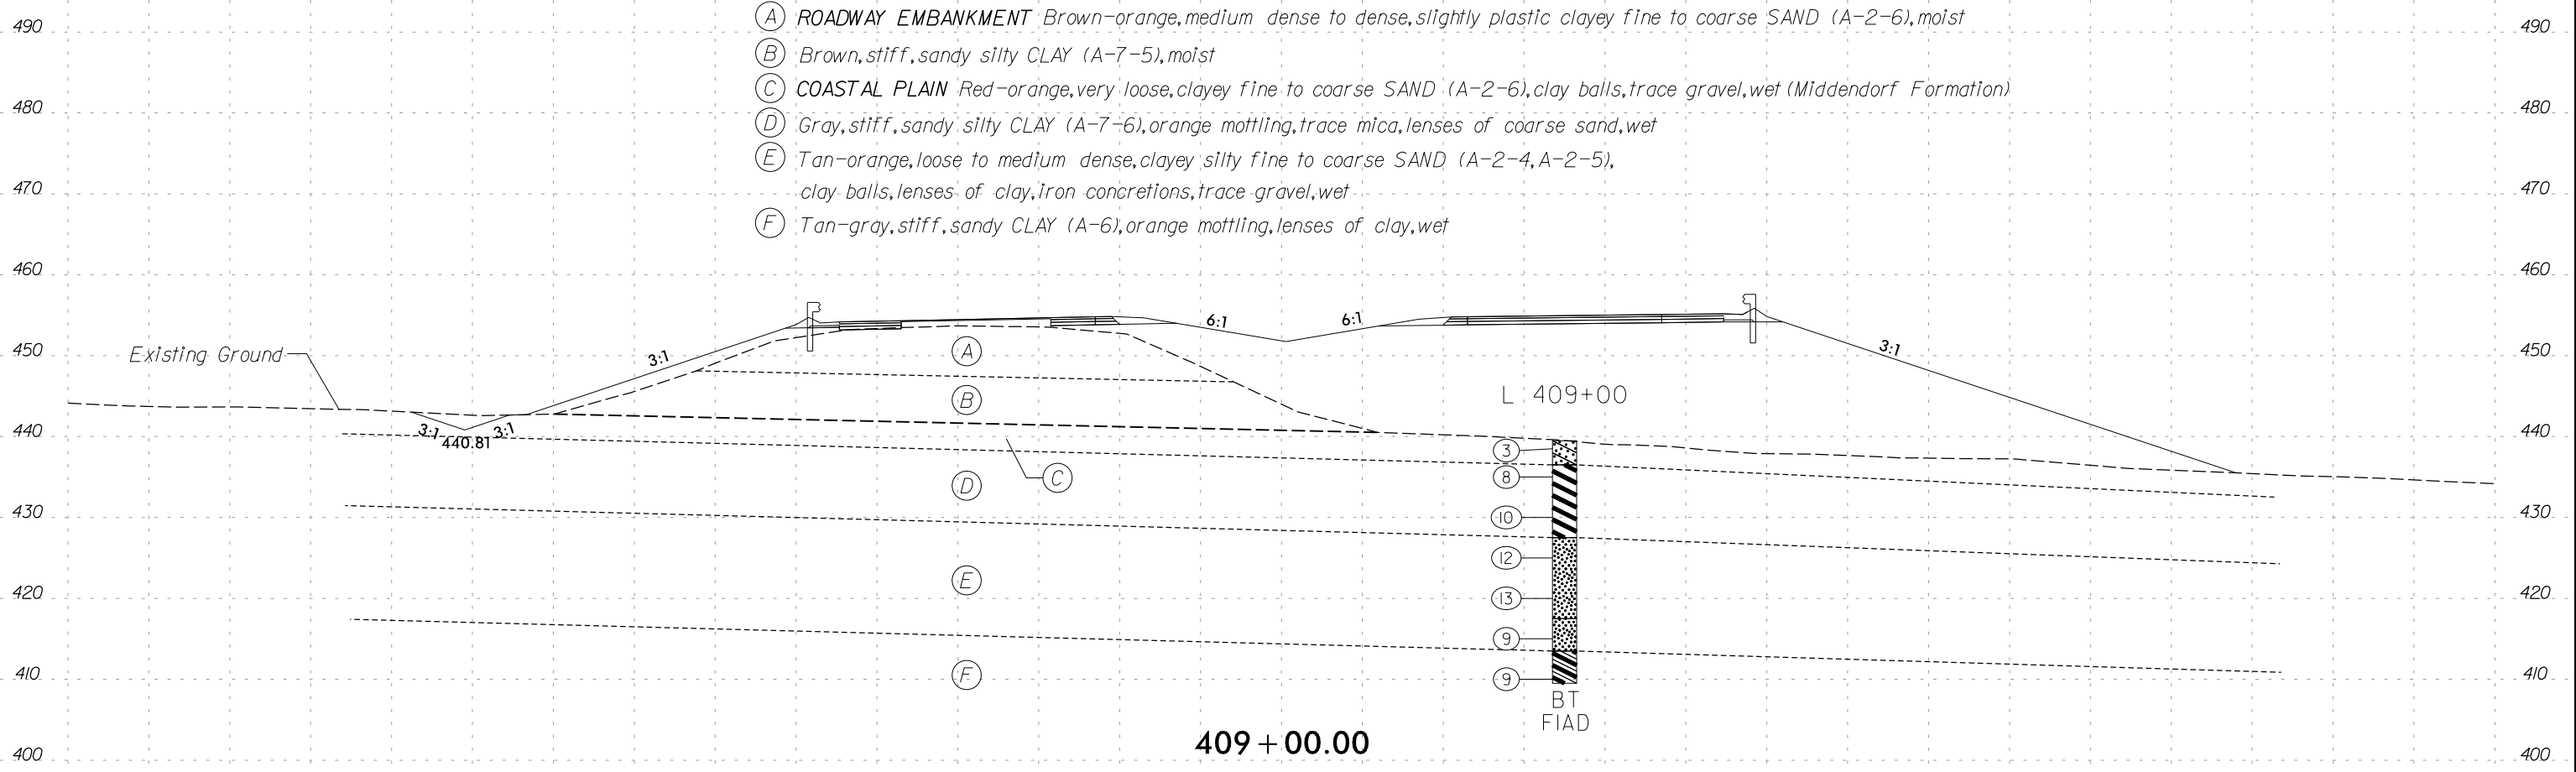 490 (A) ROADWAY EMBANKMENT Brown-orange,medium dense to dense,slightly plastic clayey fine to coarse SAND (A-2-6),moist 490
(B) Brown,stiff,sandy silty CLAY (A-7-5),moist
(C) COASTAL PLAIN Red-orange,very loose,clayey fine to coarse SAND (A-2-6),clay balls,trace gravel,wet (Middendorf Formation)
480 480
(D) Gray,stiff,sandy silty CLAY (A-7-6),orange mottling,trace mica,lenses of coarse sand,wet
(E) Tan-orange,loose to medium dense,clayey silty fine to coarse SAND (A-2-4,A-2-5),
470 clay balls,lenses of clay,iron concretions,trace gravel,wet 470
(F) Tan-gray,stiff,sandy CLAY (A-6),orange mottling,lenses of clay,wet
460 460
6:1 6:1
450 Existing Ground 3:1 A 3:1 450
B L 409+00
440 3:1 440.81 3:1 440
3
C 8
D
430 10 430
12
E
420 13 420
9
410 F 9 410
BT
FIAD
400 409+00.00 400